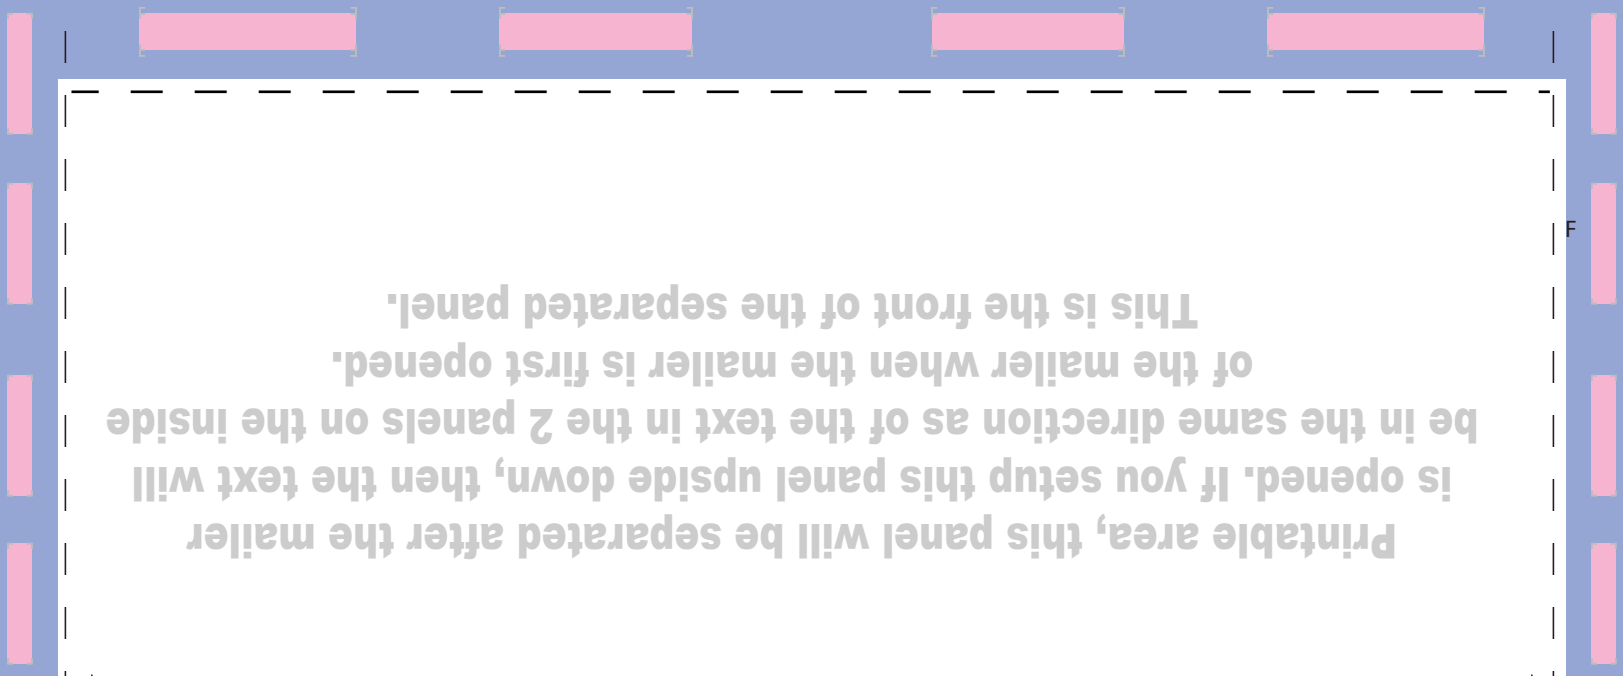 Printable area, this panel will be separated after the mailer
is opened. If you setup this panel upside down, then the text will
be in the same direction as of the text in the 2 panels on the inside
of the mailer when the mailer is first opened.
This is the front of the separated panel.
F